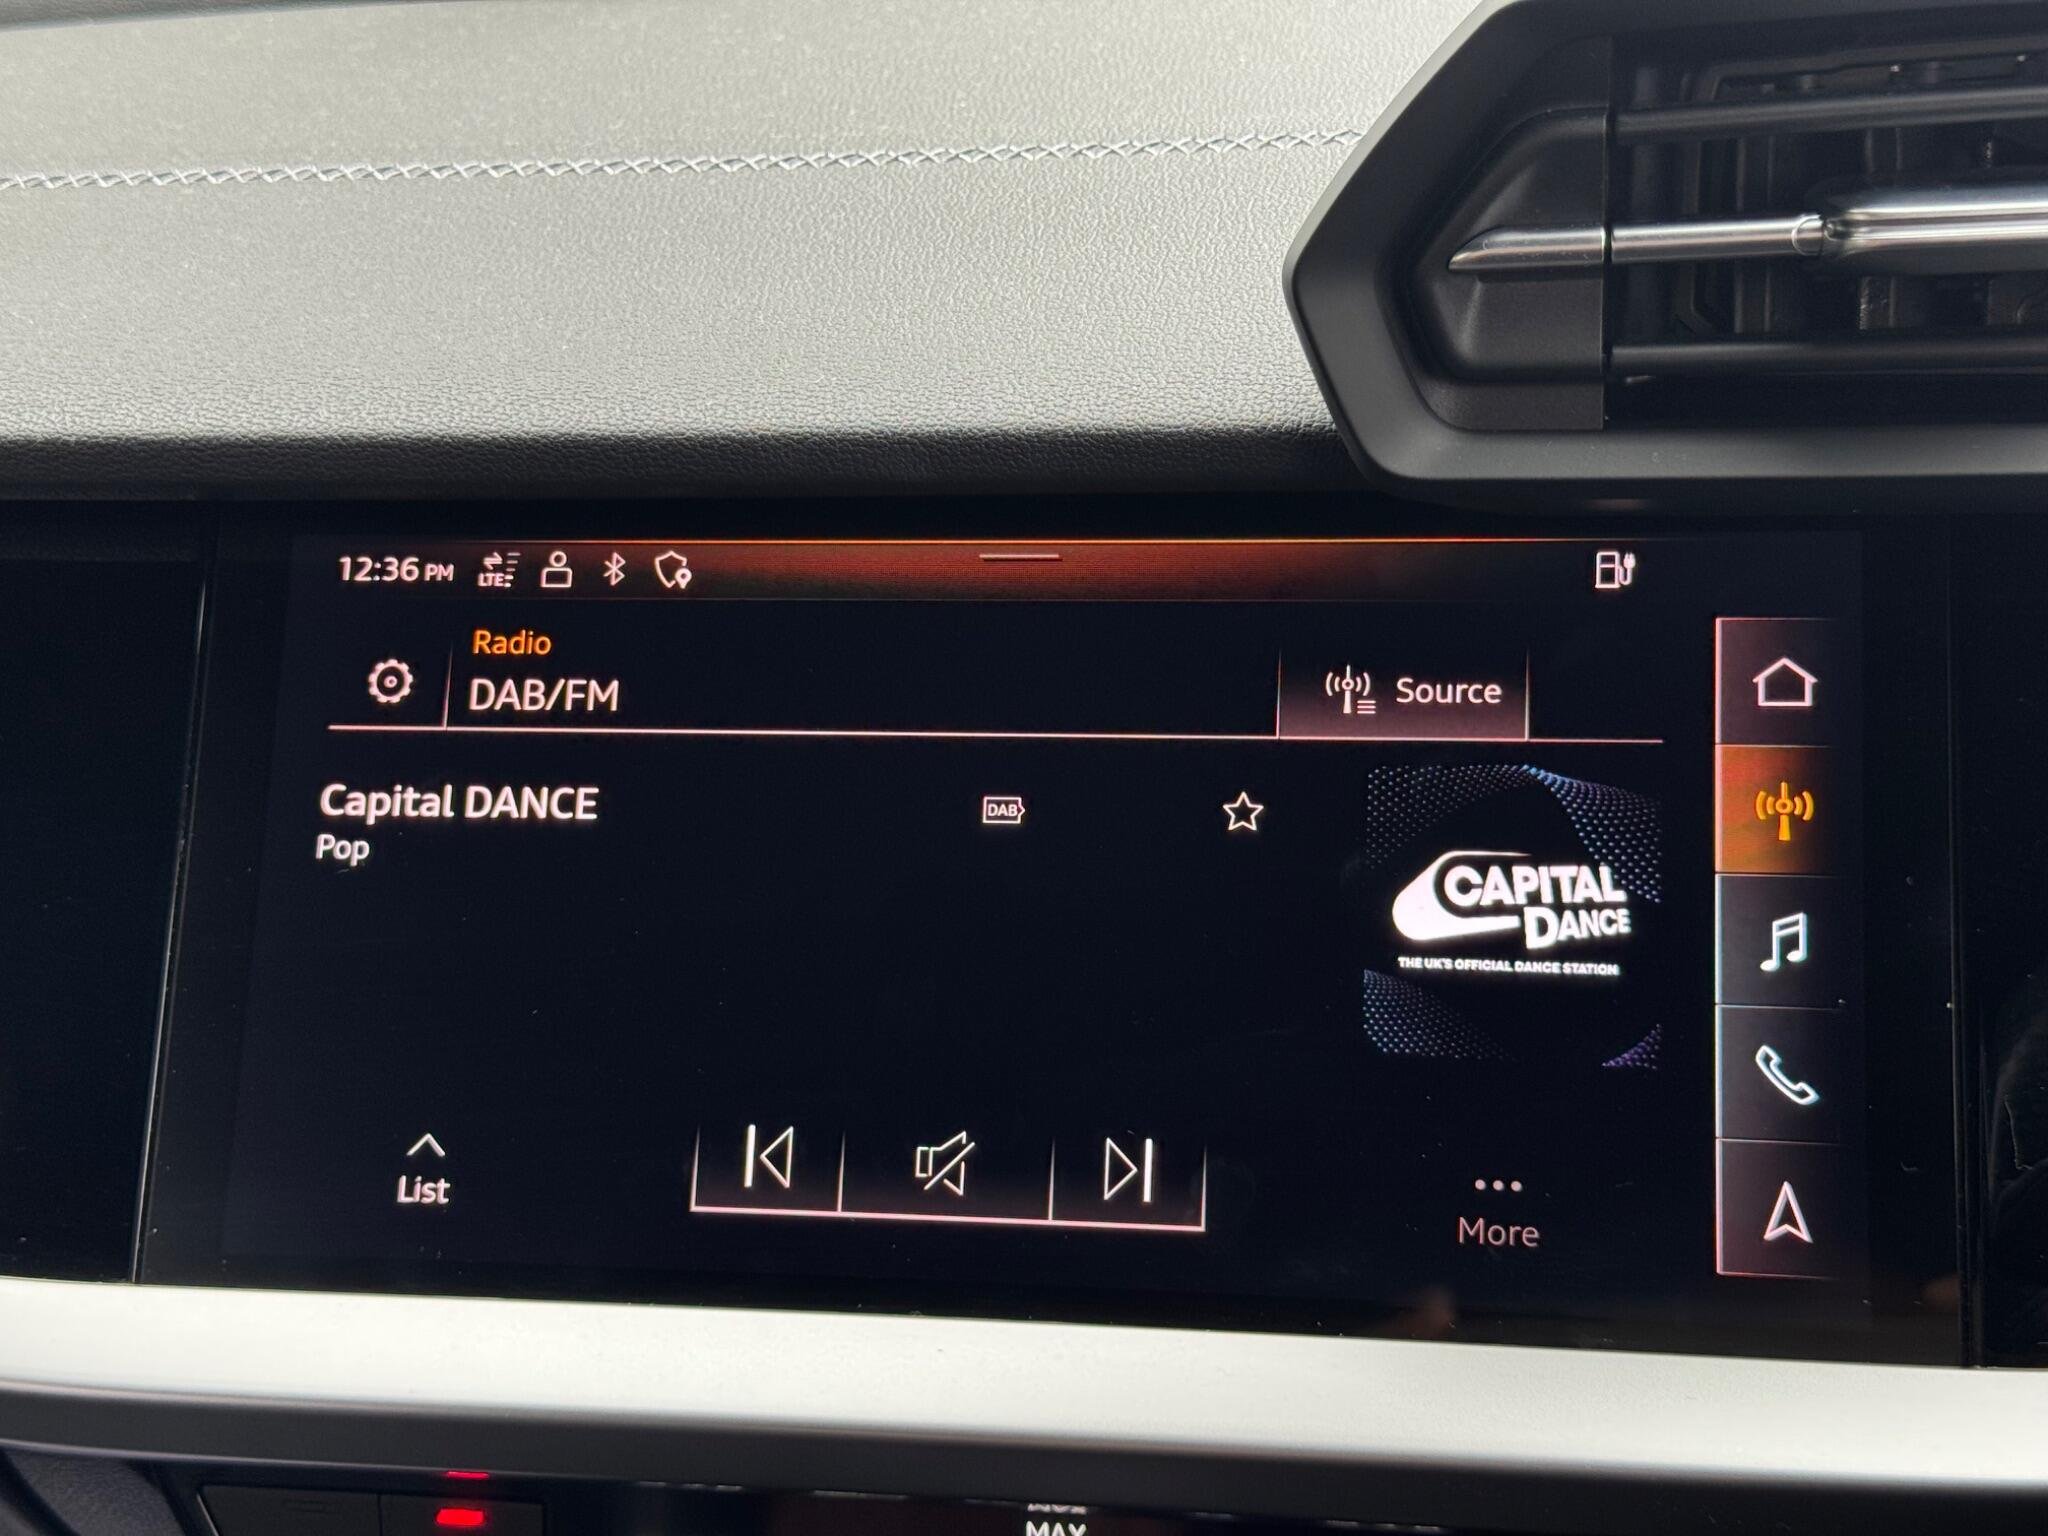 12:36 PM
LTE
Radio
DAB/FM
Source
Capital DANCE
DAB
Pop
CAPITAL
DANCE
THE UK'S OFFICIAL DANCE STATION
List
More
MAX